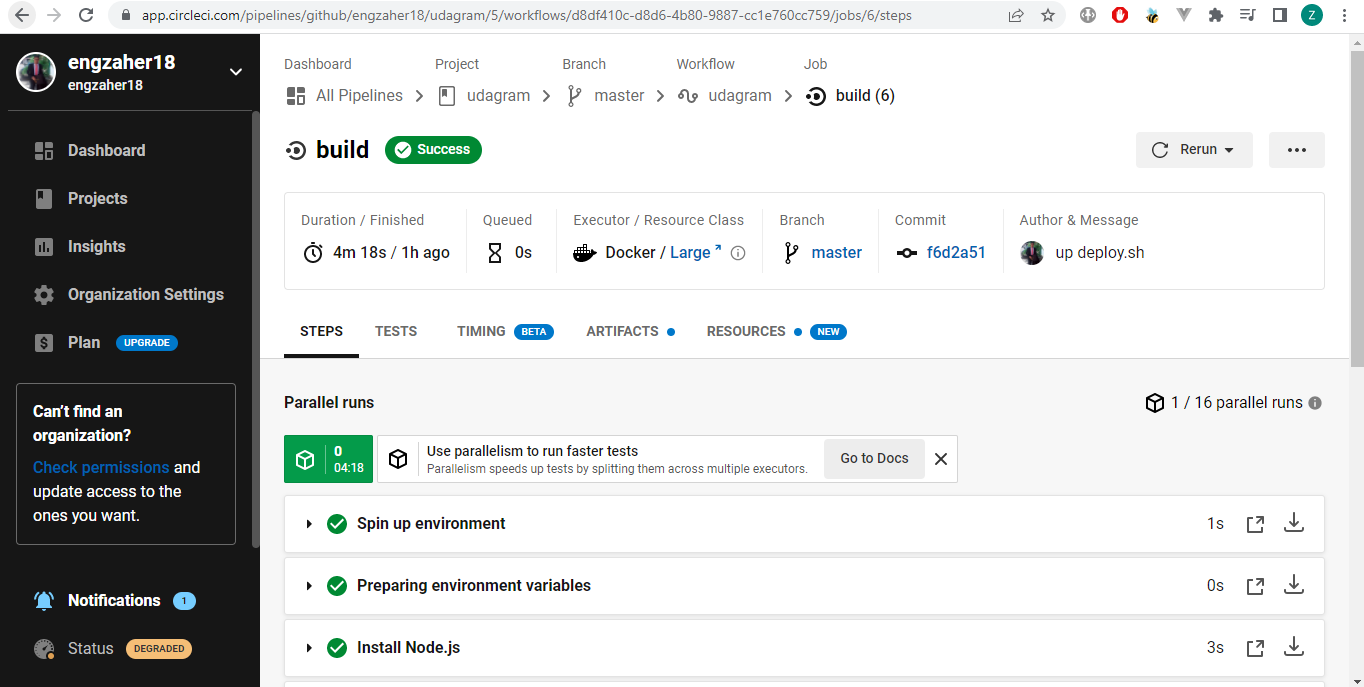 app.circleci.com/pipelines/github/engzaher18/udagram/5/workflows/d8df410c-d8d6-4b80-9887-cc1e760cc759/jobs/6/steps
Z
engzaher18
engzaher18
Dashboard
Projects
Insights
Organization Settings
Plan UPGRADE
Can't find an
organization?
Check permissions and
update access to the
ones you want.
Notifications 1
Status DEGRADED
Dashboard Project Branch Workflow Job
All Pipelines udagram master udagram build (6)
build Success
Rerun
Duration / Finished Queued Executor / Resource Class Branch Commit Author & Message
4m 18s / 1h ago 0s Docker / Large master f6d2a51 up deploy.sh
STEPS TESTS TIMING BETA ARTIFACTS RESOURCES NEW
Parallel runs 1 / 16 parallel runs
0
04:18
Use parallelism to run faster tests
Parallelism speeds up tests by splitting them across multiple executors.
Go to Docs
Spin up environment 1s
Preparing environment variables 0s
Install Node.js 3s